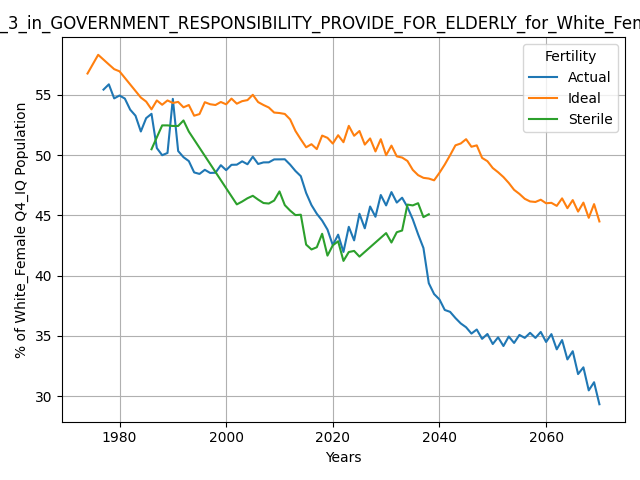 _3_in_GOVERNMENT_RESPONSIBILITY_PROVIDE_FOR_ELDERLY_for_White_Fem
Fertility
Actual
Ideal
Sterile
% of White_Female Q4_IQ Population
55
50
45
40
35
30
1980
2000
2020
2040
2060
Years